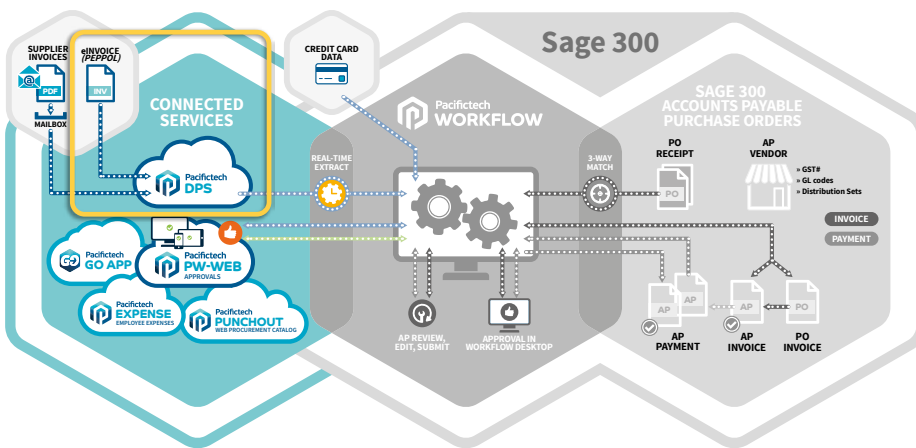 SUPPLIER
INVOICES
@
PDF
MAILBOX
eINVOICE
(PEPPOL)
INV
CONNECTED
SERVICES
Pacifictech
DPS
Pacifictech
GO APP
GO
Pacifictech
PW-WEB
APPROVALS
Pacifictech
EXPENSE
EMPLOYEE EXPENSES
Pacifictech
PUNCHOUT
WEB PROCUREMENT CATALOG
CREDIT CARD
DATA
REAL-TIME
EXTRACT
Pacifictech
WORKFLOW
AP REVIEW,
EDIT, SUBMIT
APPROVAL IN
WORKFLOW DESKTOP
3-WAY
MATCH
Sage 300
SAGE 300
ACCOUNTS PAYABLE
PURCHASE ORDERS
PO
RECEIPT
PO
AP
VENDOR
» GST#
» GL codes
» Distribution Sets
INVOICE
PAYMENT
AP
AP
AP
PAYMENT
AP
AP
INVOICE
PO
PO
INVOICE